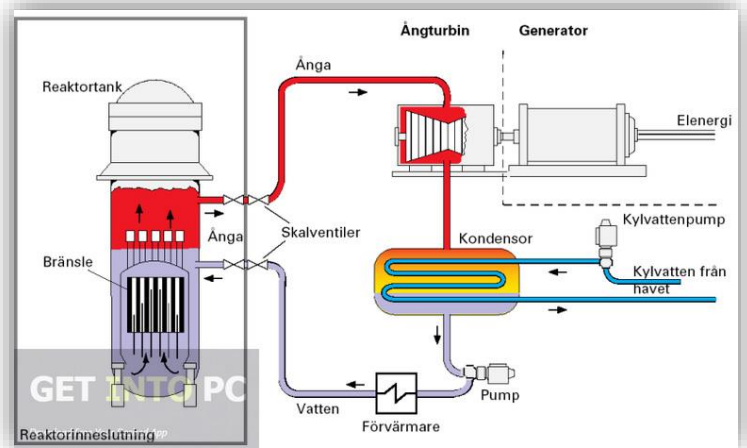 Ångturbin
Generator
Ånga
Reaktortank
Elenergi
Kylvattenpump
Ånga
Skalventiler
Kondensor
Bränsle
Kylvatten från
havet
GET INTO PC
Vatten
Förvärmare
Pump
Reaktorinneslutning